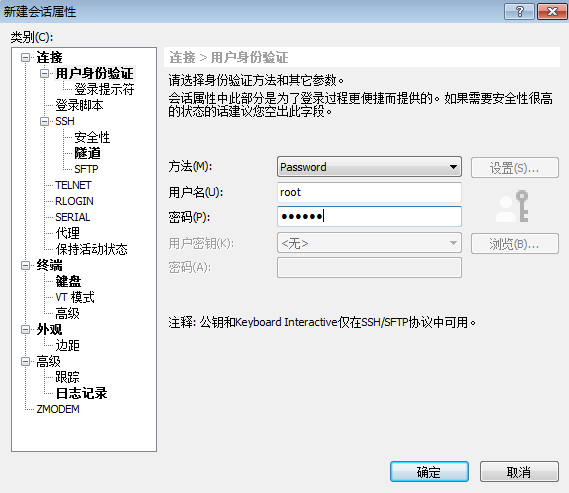 新建会话属性
类别(C):
连接
用户身份验证
登录提示符
登录脚本
SSH
安全性
隧道
SFTP
TELNET
RLOGIN
SERIAL
代理
保持活动状态
终端
键盘
VT 模式
高级
外观
边距
高级
跟踪
日志记录
ZMODEM
连接 > 用户身份验证
请选择身份验证方法和其它参数。
会话属性中此部分是为了登录过程更便捷而提供的。如果需要安全性很高
的状态的话建议您空出此字段。
方法(M): Password 设置(S)...
用户名(U): root
密码(P): ●●●●●●
用户密钥(K): <无> 浏览(B)...
密码(A):
注释: 公钥和Keyboard Interactive仅在SSH/SFTP协议中可用。
确定 取消